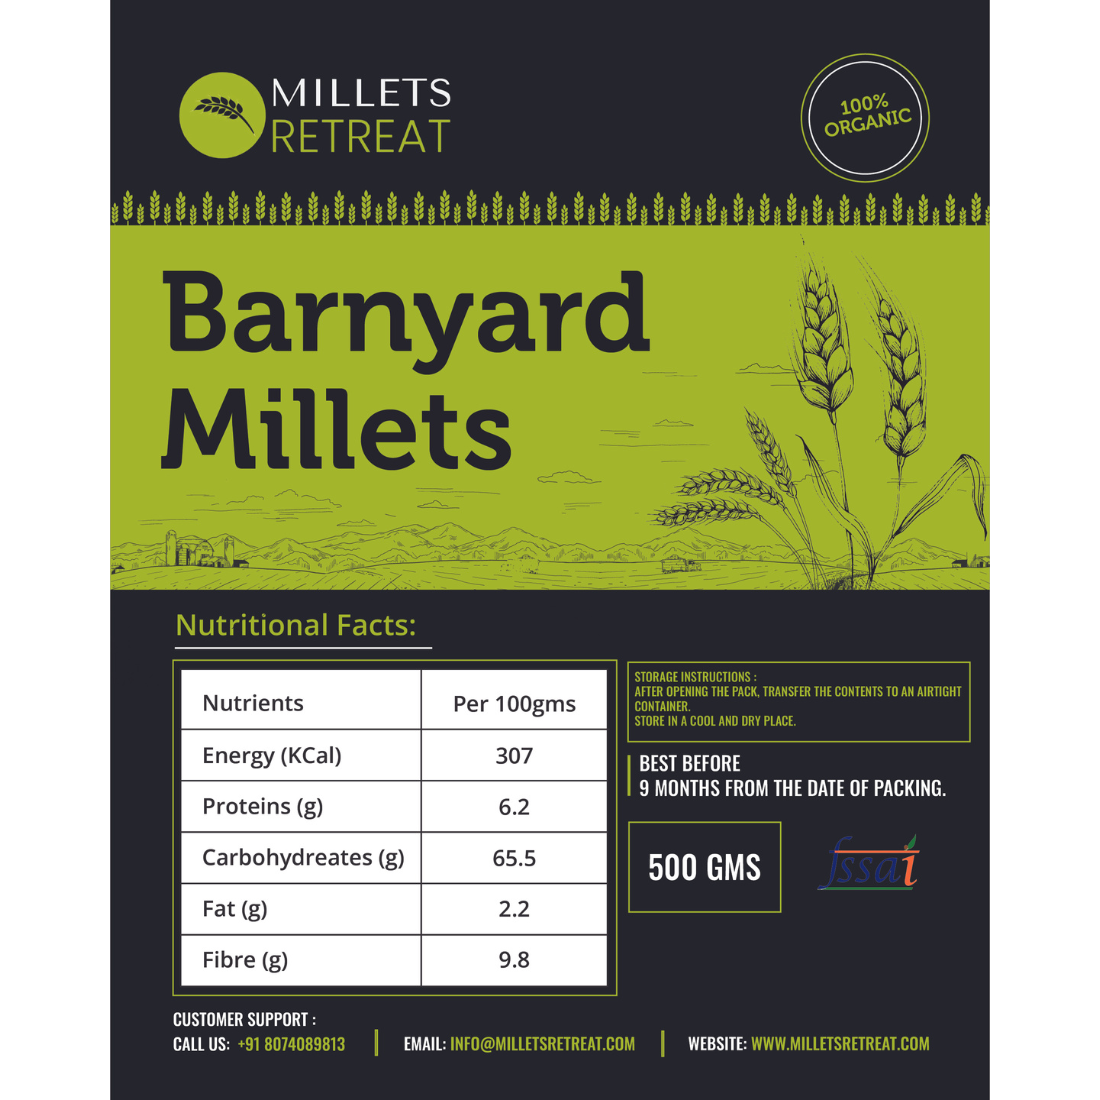 MILLETS
RETREAT
100%
ORGANIC
Barnyard
Millets
Nutritional Facts:
Nutrients Per 100gms
Energy (KCal) 307
Proteins (g) 6.2
Carbohydreates (g) 65.5
Fat (g) 2.2
Fibre (g) 9.8
STORAGE INSTRUCTIONS :
AFTER OPENING THE PACK, TRANSFER THE CONTENTS TO AN AIRTIGHT
CONTAINER.
STORE IN A COOL AND DRY PLACE.
BEST BEFORE
9 MONTHS FROM THE DATE OF PACKING.
500 GMS
fssai
CUSTOMER SUPPORT :
CALL US: +91 8074089813 EMAIL: INFO@MILLETSRETREAT.COM WEBSITE: WWW.MILLETSRETREAT.COM